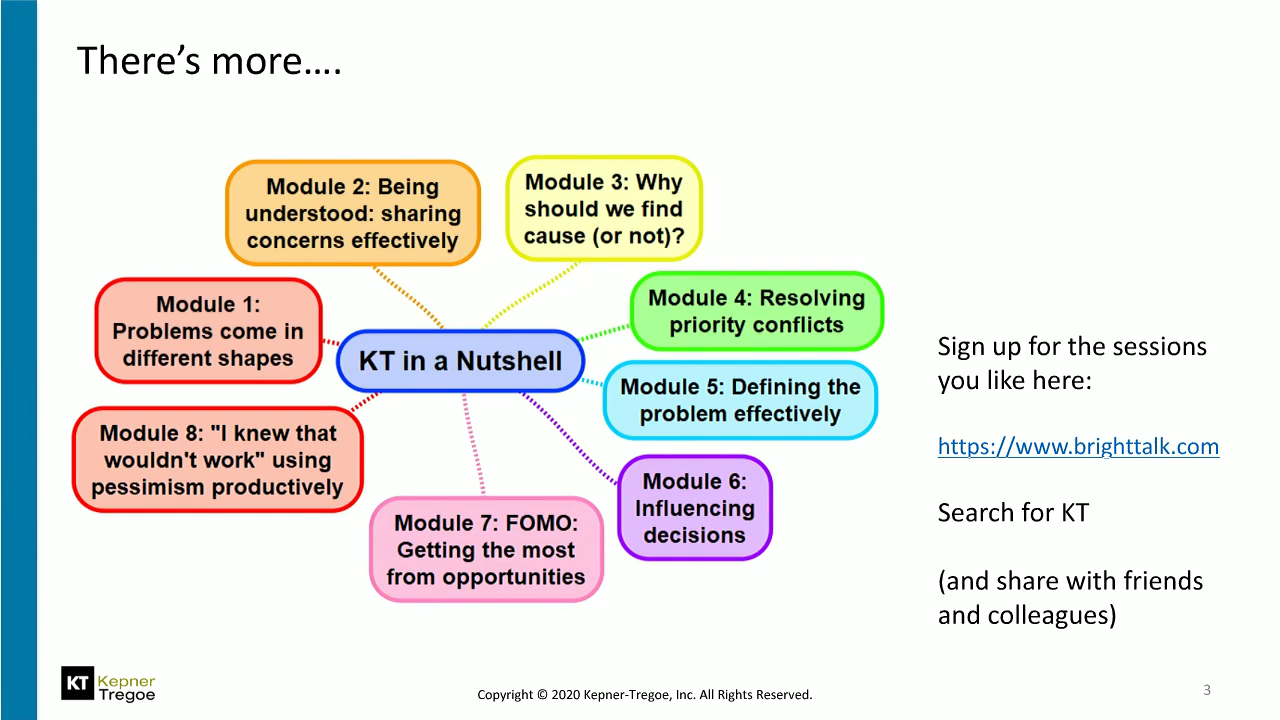 There's more….
Module 2: Being
understood: sharing
concerns effectively
Module 3: Why
should we find
cause (or not)?
Module 1:
Problems come in
different shapes
Module 4: Resolving
priority conflicts
KT in a Nutshell
Module 5: Defining the
problem effectively
Module 8: "I knew that
wouldn't work" using
pessimism productively
Module 6:
Influencing
decisions
Module 7: FOMO:
Getting the most
from opportunities
Sign up for the sessions
you like here:
https://www.brighttalk.com
Search for KT
(and share with friends
and colleagues)
KT Kepner
Tregoe
Copyright © 2020 Kepner-Tregoe, Inc. All Rights Reserved.
3